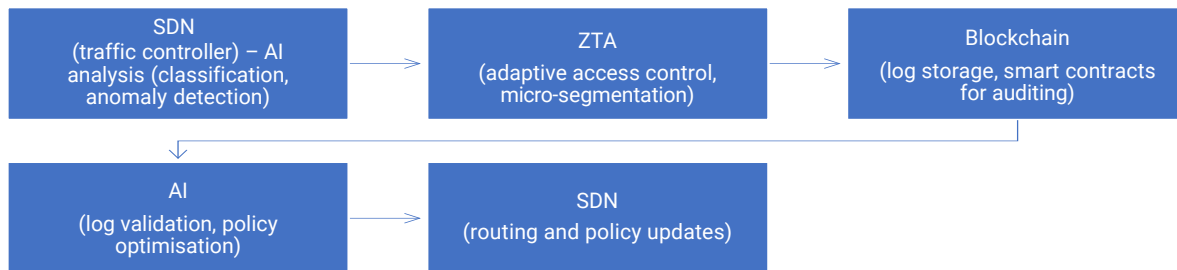 SDN
(traffic controller) – AI
analysis (classification,
anomaly detection)
ZTA
(adaptive access control,
micro-segmentation)
Blockchain
(log storage, smart contracts
for auditing)
AI
(log validation, policy
optimisation)
SDN
(routing and policy updates)